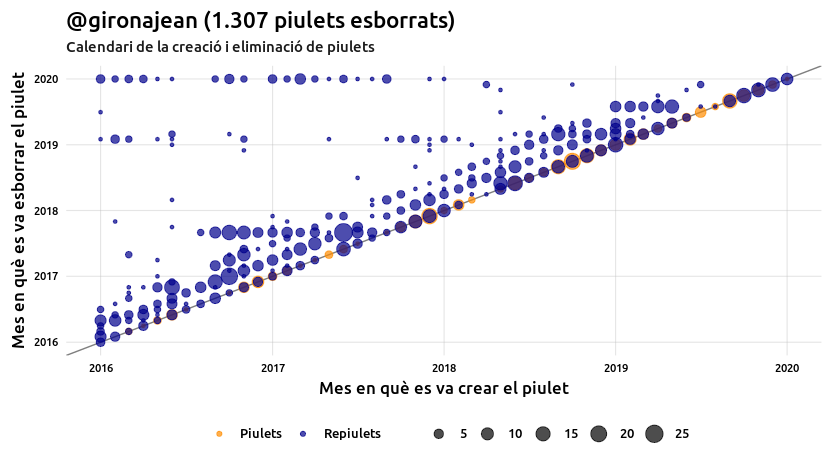 @gironajean (1.307 piulets esborrats)
Calendari de la creació i eliminació de piulets
Mes en què es va esborrar el piulet
2020
2019
2018
2017
2016
2016 2017 2018 2019 2020
Mes en què es va crear el piulet
Piulets Repiulets 5 10 15 20 25